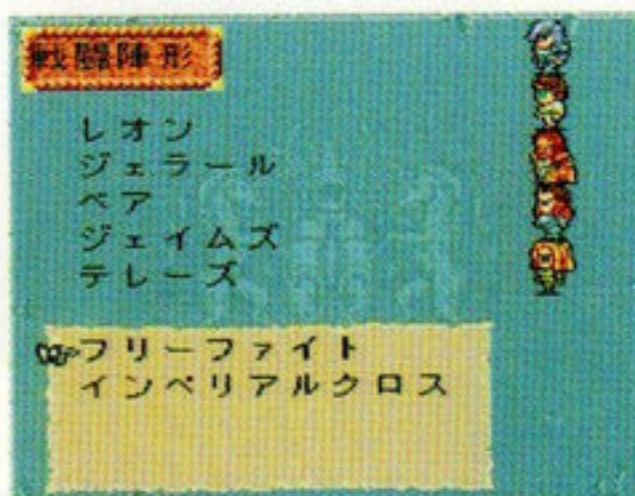 戦闘陣形
レオン
ジェラール
ベア
ジェイムズ
テレーズ
フリーファイト
インペリアルクロス